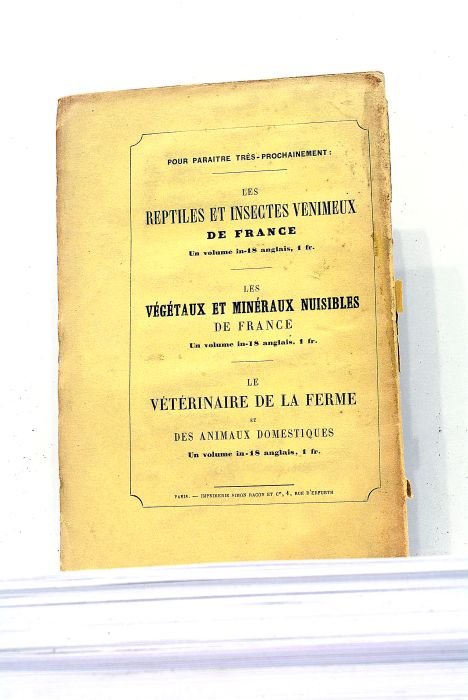 POUR PARAITRE TRÈS-PROCHAINEMENT:
LES
REPTILES ET INSECTES VENIMEUX
DE FRANCE
Un volume in-18 anglais, 1 fr.
LES
VÉGÉTAUX ET MINÉRAUX NUISIBLES
DE FRANCE
Un volume in-18 anglais, 1 fr.
LE
VÉTÉRINAIRE DE LA FERME
ET
DES ANIMAUX DOMESTIQUES
Un volume in-18 anglais, 1 fr.
PARIS. — IMPRIMERIE SIMON RAÇON ET Cie, 1, RUE D'ERFURTH